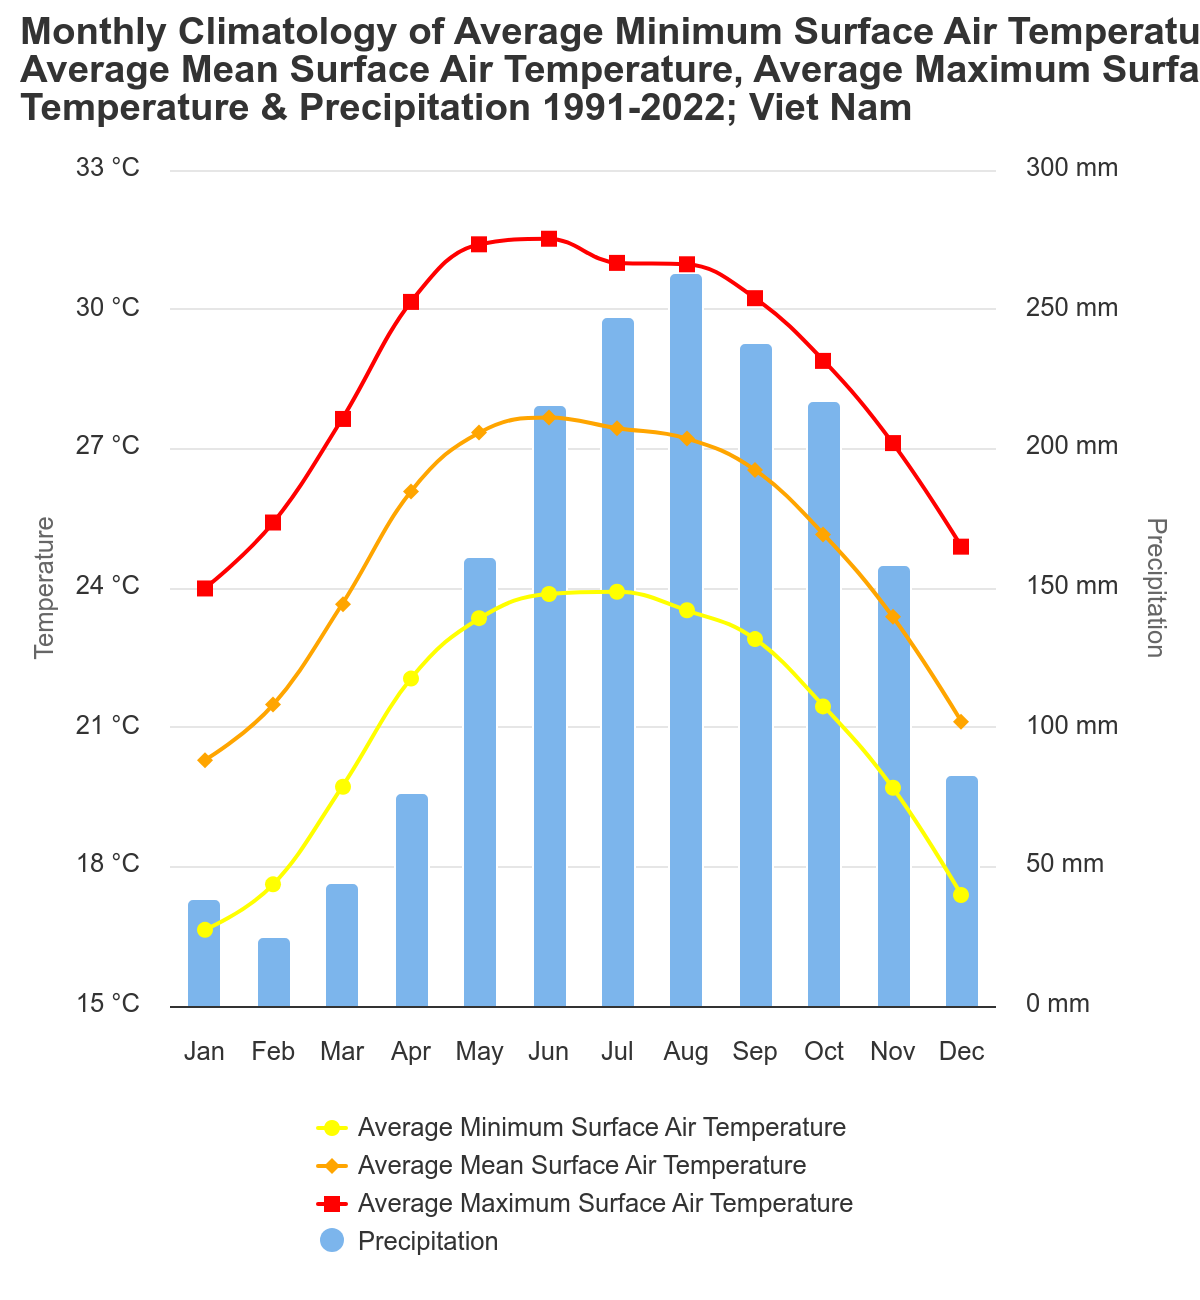 Monthly Climatology of Average Minimum Surface Air Temperatu
Average Mean Surface Air Temperature, Average Maximum Surfa
Temperature & Precipitation 1991-2022; Viet Nam
33 °C
300 mm
30 °C
250 mm
27 °C
200 mm
24 °C
150 mm
21 °C
100 mm
18 °C
50 mm
15 °C
0 mm
Temperature
Precipitation
Jan Feb Mar Apr May Jun Jul Aug Sep Oct Nov Dec
Average Minimum Surface Air Temperature
Average Mean Surface Air Temperature
Average Maximum Surface Air Temperature
Precipitation